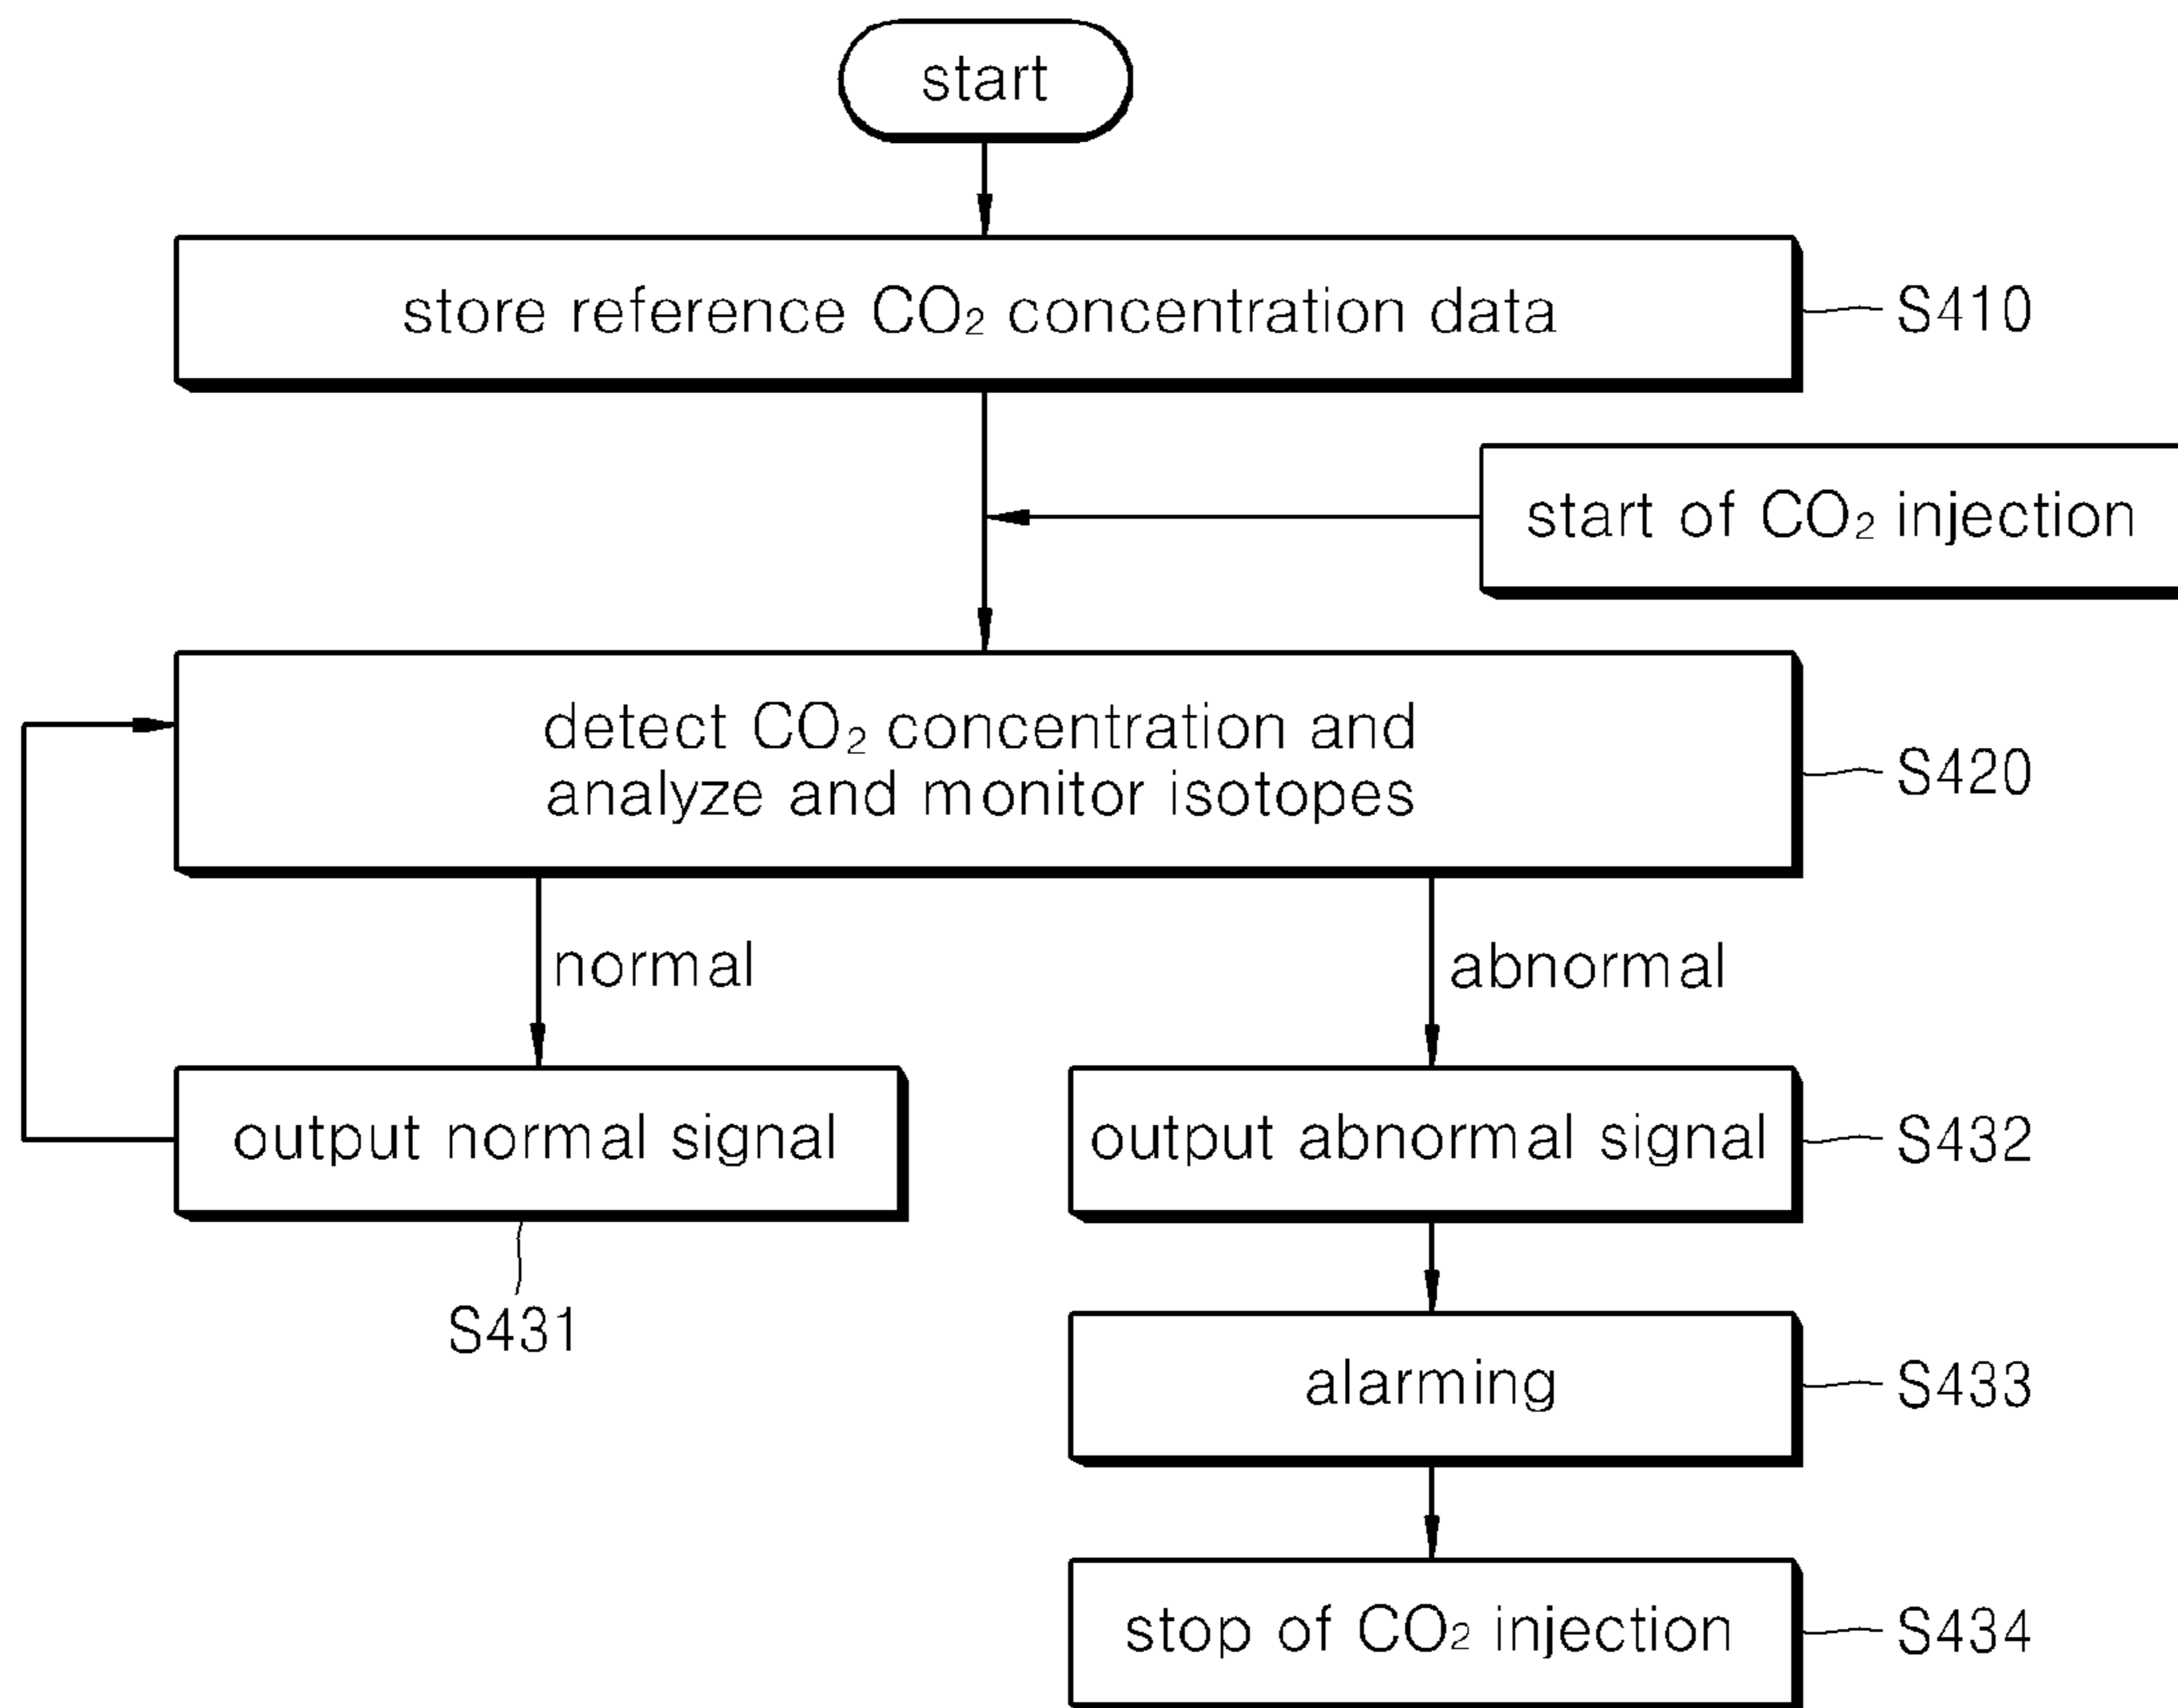 start
store reference CO₂ concentration data
S410
start of CO₂ injection
detect CO₂ concentration and
analyze and monitor isotopes
S420
normal
abnormal
output normal signal
output abnormal signal
S432
S431
alarming
S433
stop of CO₂ injection
S434